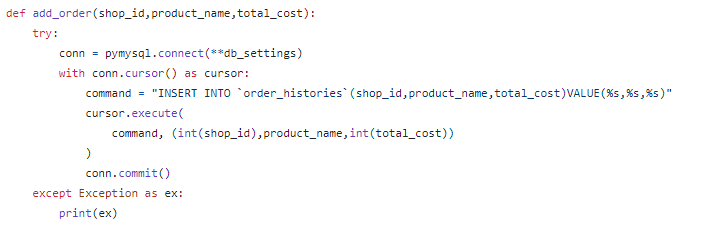 def add_order(shop_id,product_name,total_cost):
    try:
        conn = pymysql.connect(**db_settings)
        with conn.cursor() as cursor:
            command = "INSERT INTO `order_histories`(shop_id,product_name,total_cost)VALUE(%s,%s,%s)"
            cursor.execute(
                command, (int(shop_id),product_name,int(total_cost))
            )
            conn.commit()
    except Exception as ex:
        print(ex)